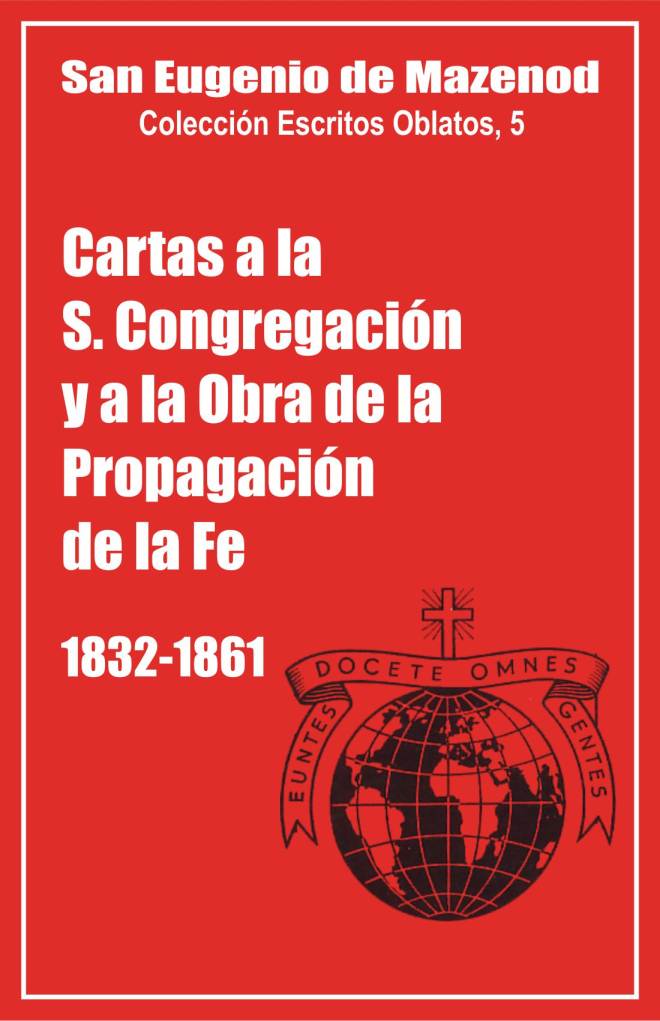 San Eugenio de Mazenod
Colección Escritos Oblatos, 5
Cartas a la
S. Congregación
y a la Obra de la
Propagación
de la Fe
1832-1861
EUNTES DOCETE OMNES GENTES